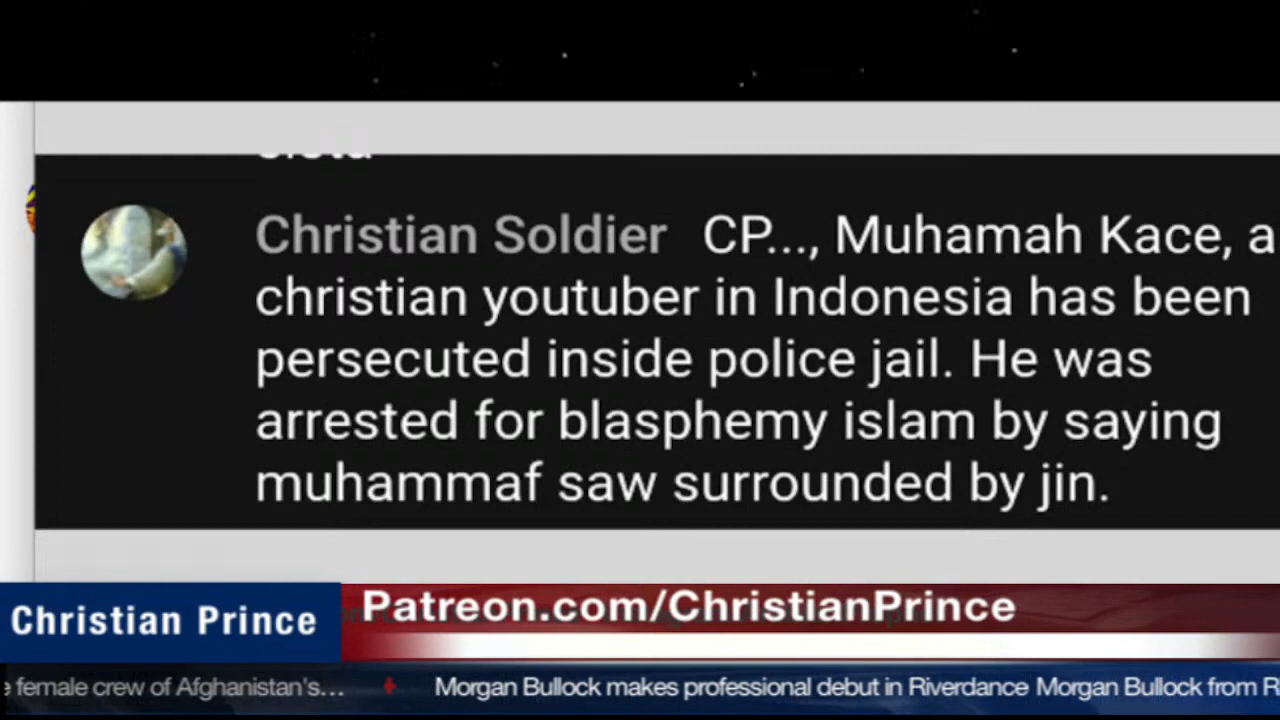 Christian Soldier CP..., Muhamah Kace, a
christian youtuber in Indonesia has been
persecuted inside police jail. He was
arrested for blasphemy islam by saying
muhammaf saw surrounded by jin.
Christian Prince
Patreon.com/ChristianPrince
female crew of Afghanistan's... Morgan Bullock makes professional debut in Riverdance Morgan Bullock from R